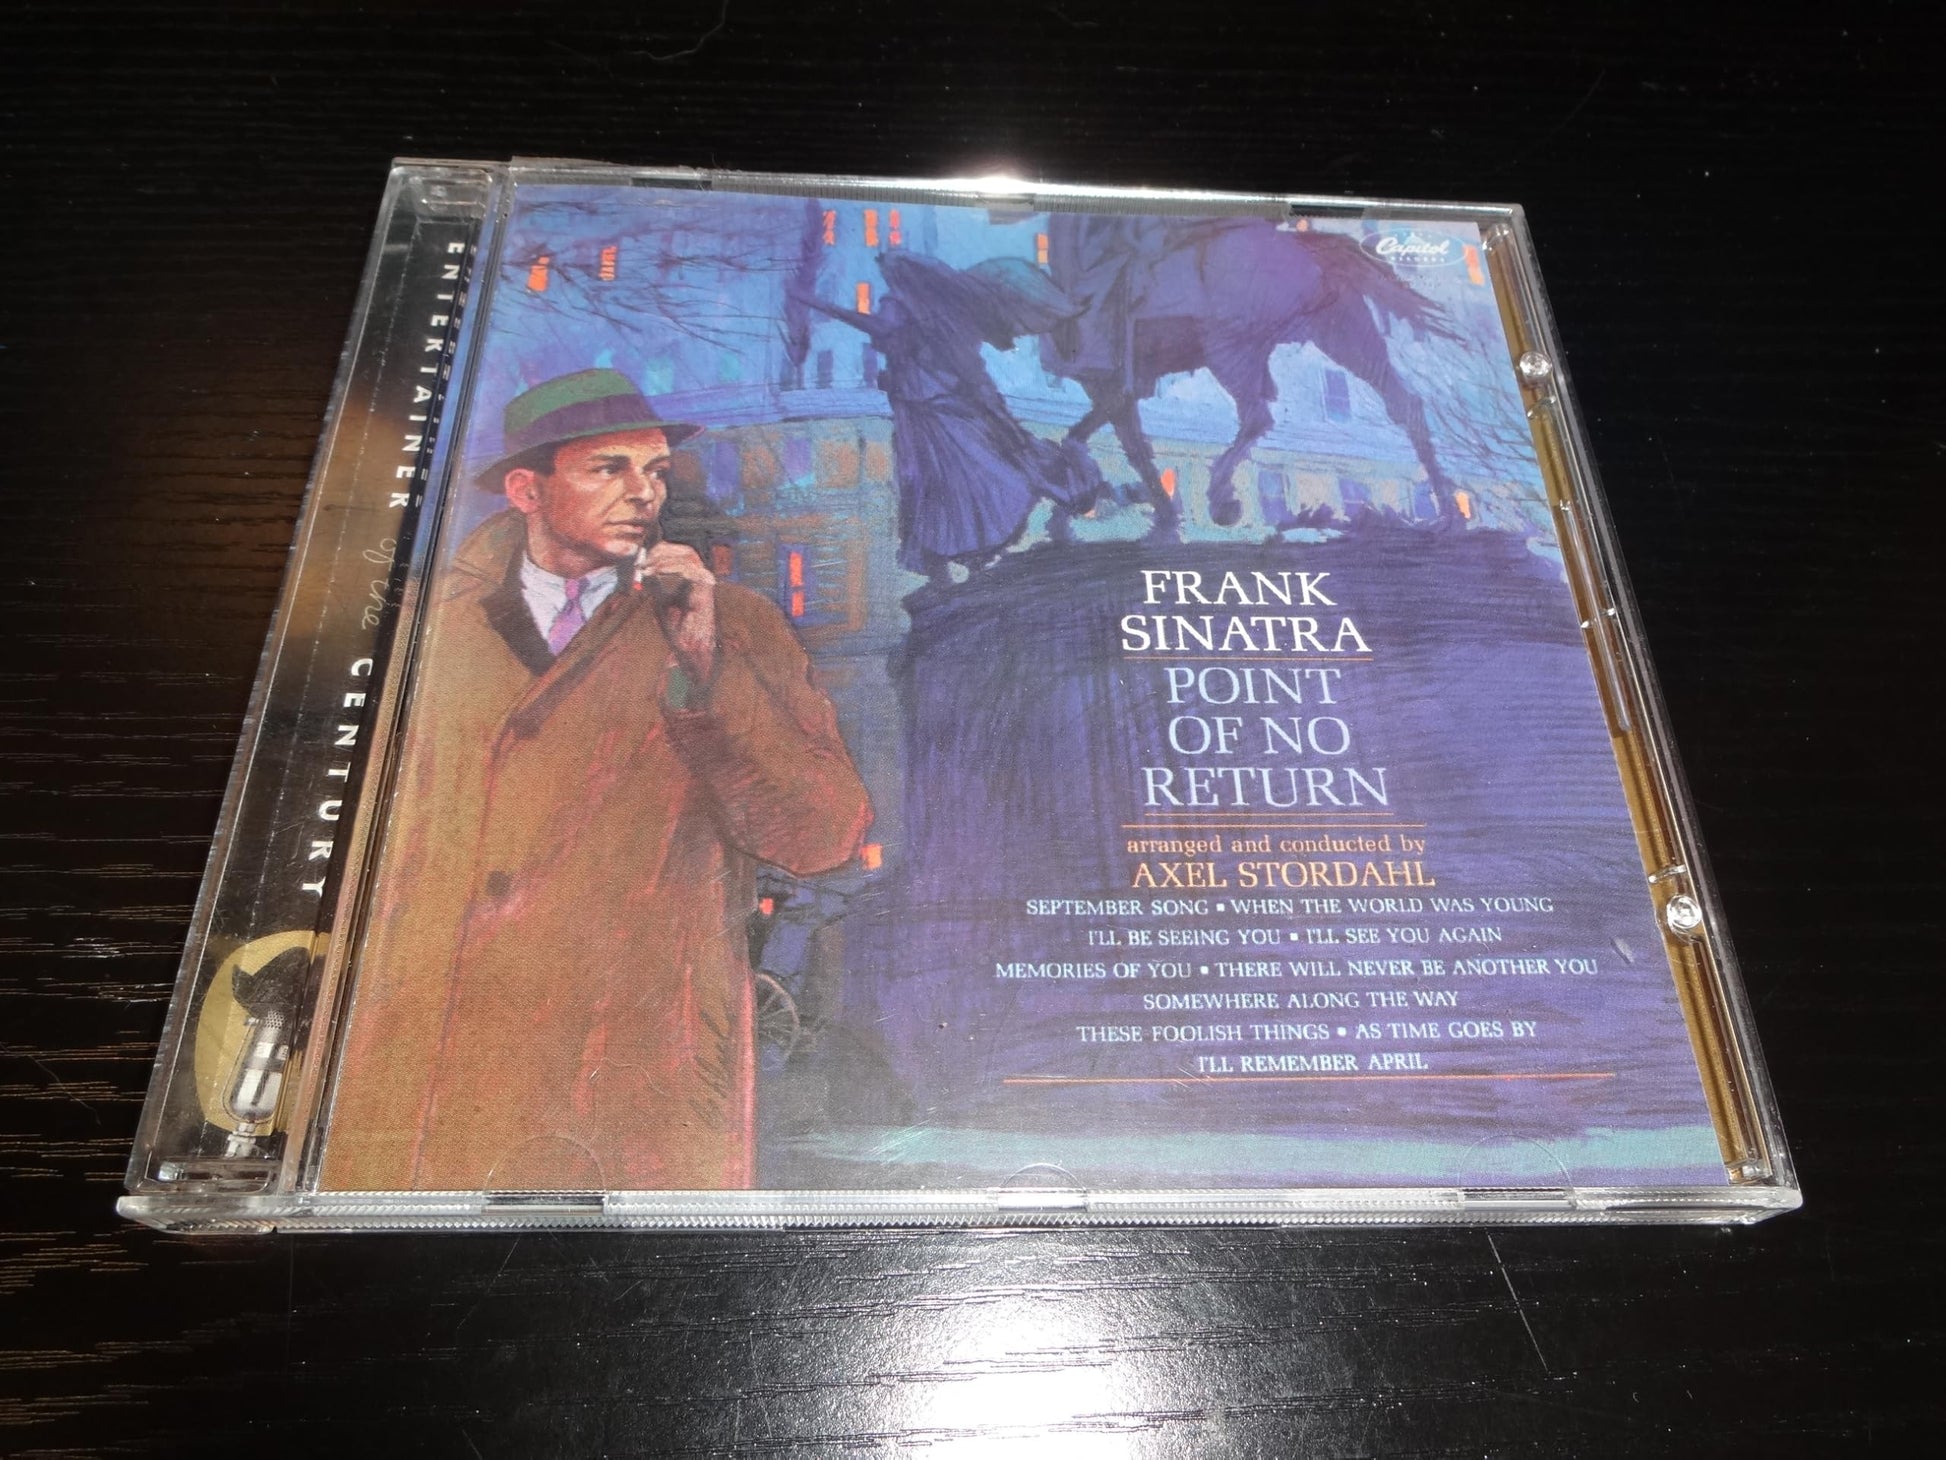 ENTERTAINER of the CENTURY
Capitol
RECORDS
FRANK
SINATRA
POINT
OF NO
RETURN
arranged and conducted by
AXEL STORDAHL
SEPTEMBER SONG ▪ WHEN THE WORLD WAS YOUNG
I'LL BE SEEING YOU ▪ I'LL SEE YOU AGAIN
MEMORIES OF YOU ▪ THERE WILL NEVER BE ANOTHER YOU
SOMEWHERE ALONG THE WAY
THESE FOOLISH THINGS ▪ AS TIME GOES BY
I'LL REMEMBER APRIL